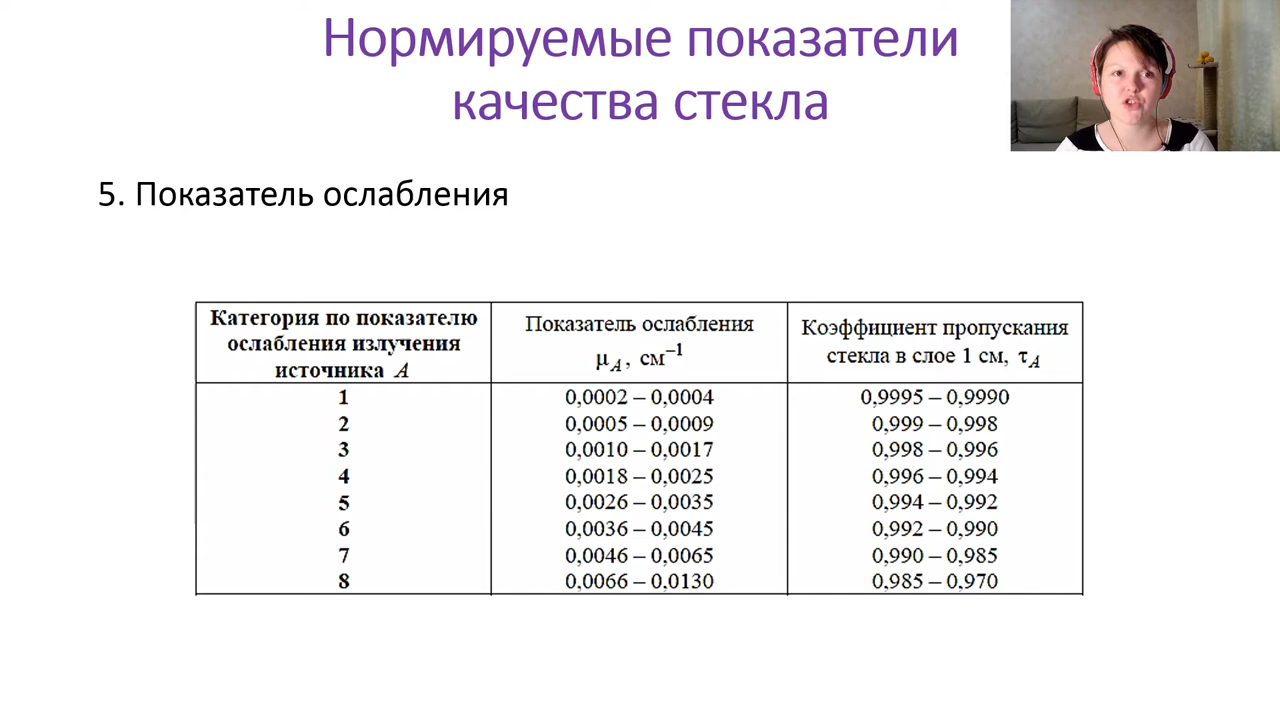 Нормируемые показатели
качества стекла
5. Показатель ослабления
Категория по показателю
ослабления излучения
источника A
Показатель ослабления
μA, см–1
Коэффициент пропускания
стекла в слое 1 см, τA
1 0,0002 – 0,0004 0,9995 – 0,9990
2 0,0005 – 0,0009 0,999 – 0,998
3 0,0010 – 0,0017 0,998 – 0,996
4 0,0018 – 0,0025 0,996 – 0,994
5 0,0026 – 0,0035 0,994 – 0,992
6 0,0036 – 0,0045 0,992 – 0,990
7 0,0046 – 0,0065 0,990 – 0,985
8 0,0066 – 0,0130 0,985 – 0,970